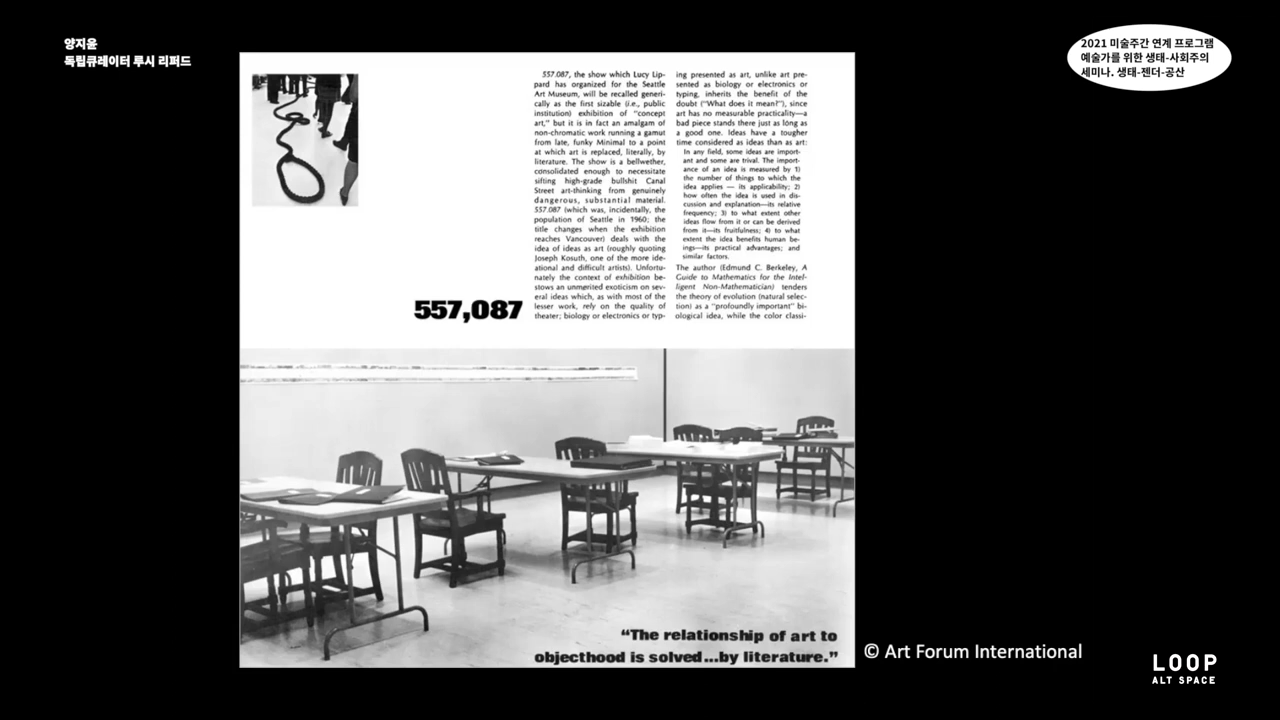 양지윤
독립큐레이터 루시 리퍼드
2021 미술주간 연계 프로그램
예술가를 위한 생태-사회주의
세미나. 생태-젠더-공산
557,087, the show which Lucy Lip-
pard has organized for the Seattle
Art Museum, will be recalled generi-
cally as the first sizable (i.e., public
institution) exhibition of “concept
art,” but it is in fact an amalgam of
non-chromatic work running a gamut
from late, funky Minimal to a point
at which art is replaced, literally, by
literature. The show is a bellwether,
consolidated enough to necessitate
sifting high-grade bullshit Canal
Street art-thinking from genuinely
dangerous, substantial material.
557.087 (which was, incidentally, the
population of Seattle in 1960; the
title changes when the exhibition
reaches Vancouver) deals with the
idea of ideas as art (roughly quoting
Joseph Kosuth, one of the more ide-
ational and difficult artists). Unfortu-
nately the context of exhibition be-
stows an unmerited exoticism on sev-
eral ideas which, as with most of the
lesser work, rely on the quality of
theater; biology or electronics or typ-
ing presented as art, unlike art pre-
sented as biology or electronics or
typing, inherits the benefit of the
doubt (“What does it mean?”), since
art has no measurable practicality—a
bad piece stands there just as long as
a good one. Ideas have a tougher
time considered as ideas than as art:
In any field, some ideas are import-
ant and some are trival. The import-
ance of an idea is measured by 1)
the number of things to which the
idea applies — its applicability; 2)
how often the idea is used in dis-
cussion and explanation—its relative
frequency; 3) to what extent other
ideas flow from it or can be derived
from it—its fruitfulness; 4) to what
extent the idea benefits human be-
ings—its practical advantages; and
similar factors.
The author (Edmund C. Berkeley, A
Guide to Mathematics for the Intel-
ligent Non-Mathematician) tenders
the theory of evolution (natural selec-
tion) as a “profoundly important” bi-
ological idea, while the color classi-
557,087
“The relationship of art to
objecthood is solved...by literature.”
© Art Forum International
LOOP
ALT SPACE